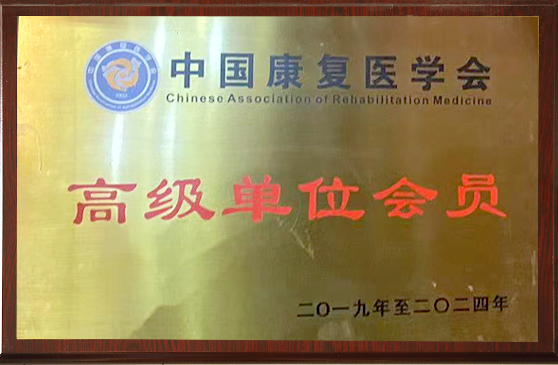 中国康复医学会
Chinese Association of Rehabilitation Medicine
高级单位会员
二〇一九年至二〇二四年